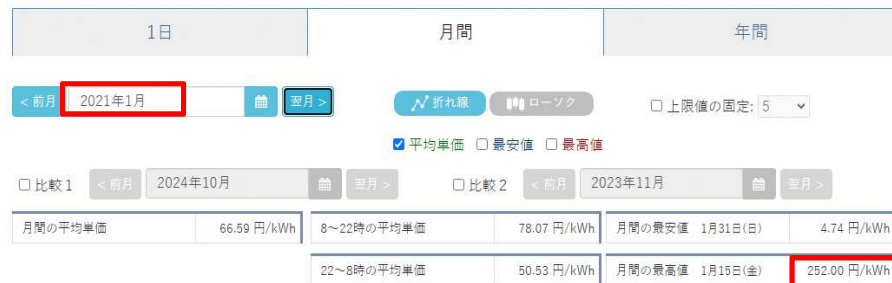 1日 月間 年間
< 前月 2021年1月 翌月 > 折れ線 ローソク 上限値の固定: 5
平均単価 最安値 最高値
比較1 < 前月 2024年10月 翌月 > 比較2 < 前月 2023年11月 翌月 >
月間の平均単価 66.59 円/kWh 8~22時の平均単価 78.07 円/kWh 月間の最安値 1月31日(日) 4.74 円/kWh
22~8時の平均単価 50.53 円/kWh 月間の最高値 1月15日(金) 252.00 円/kWh